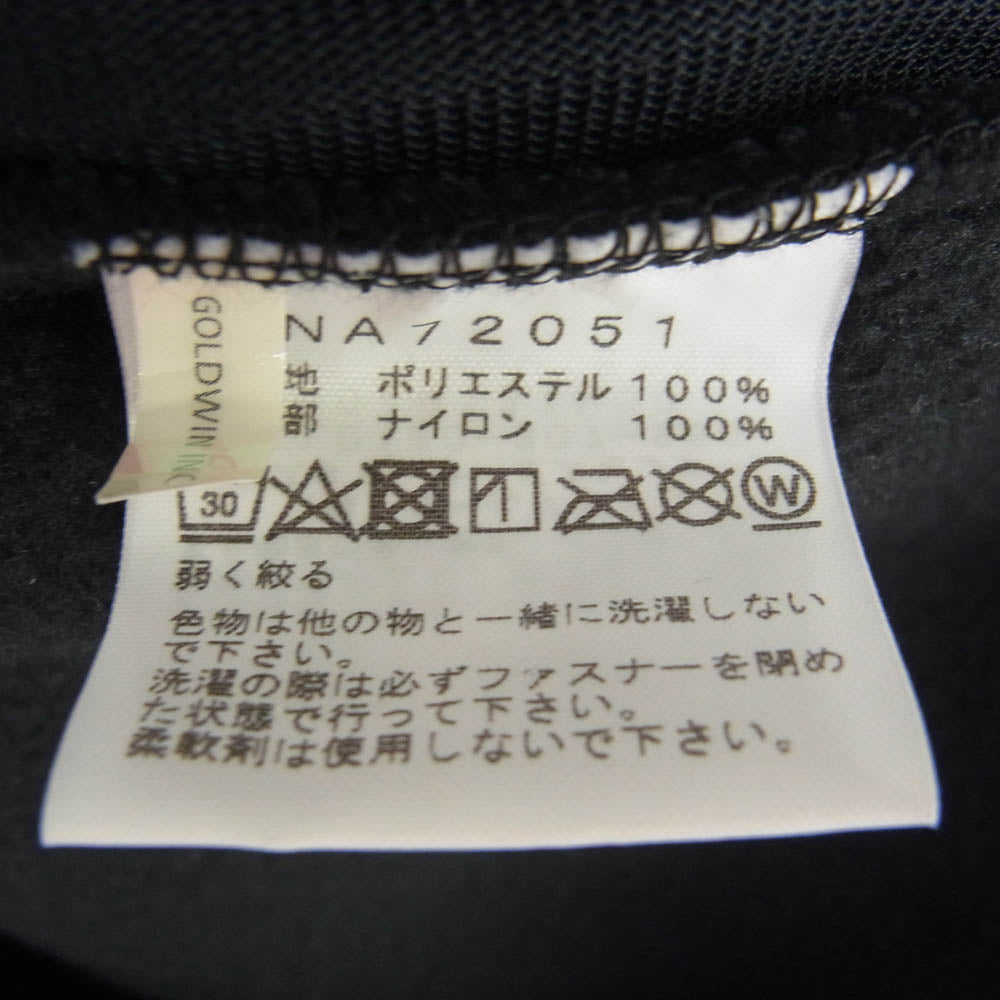 GOLDWIN INC
NA72051
地 ポリエステル 100%
部 ナイロン 100%
30
W
弱く絞る
色物は他の物と一緒に洗濯しない
で下さい。
洗濯の際は必ずファスナーを閉め
た状態で行って下さい。
柔軟剤は使用しないで下さい。